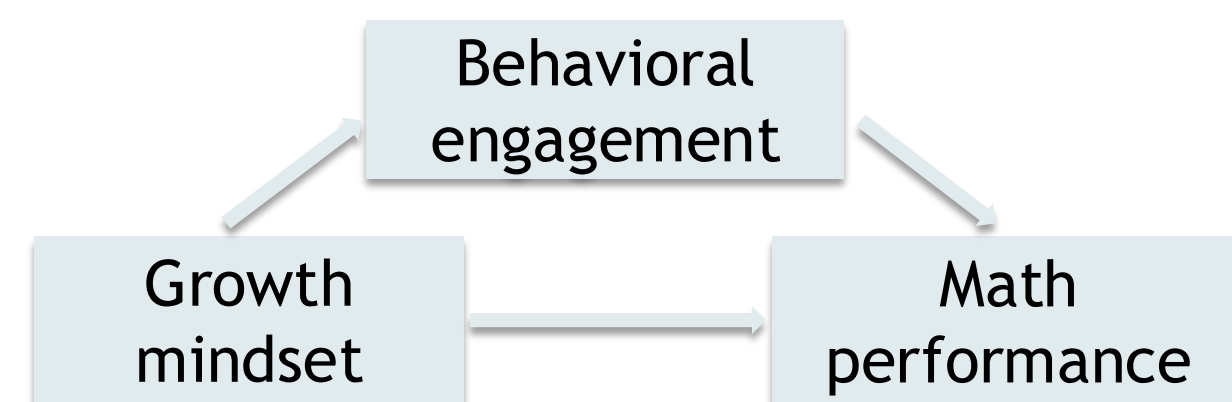 Behavioral
engagement
Growth
mindset
Math
performance